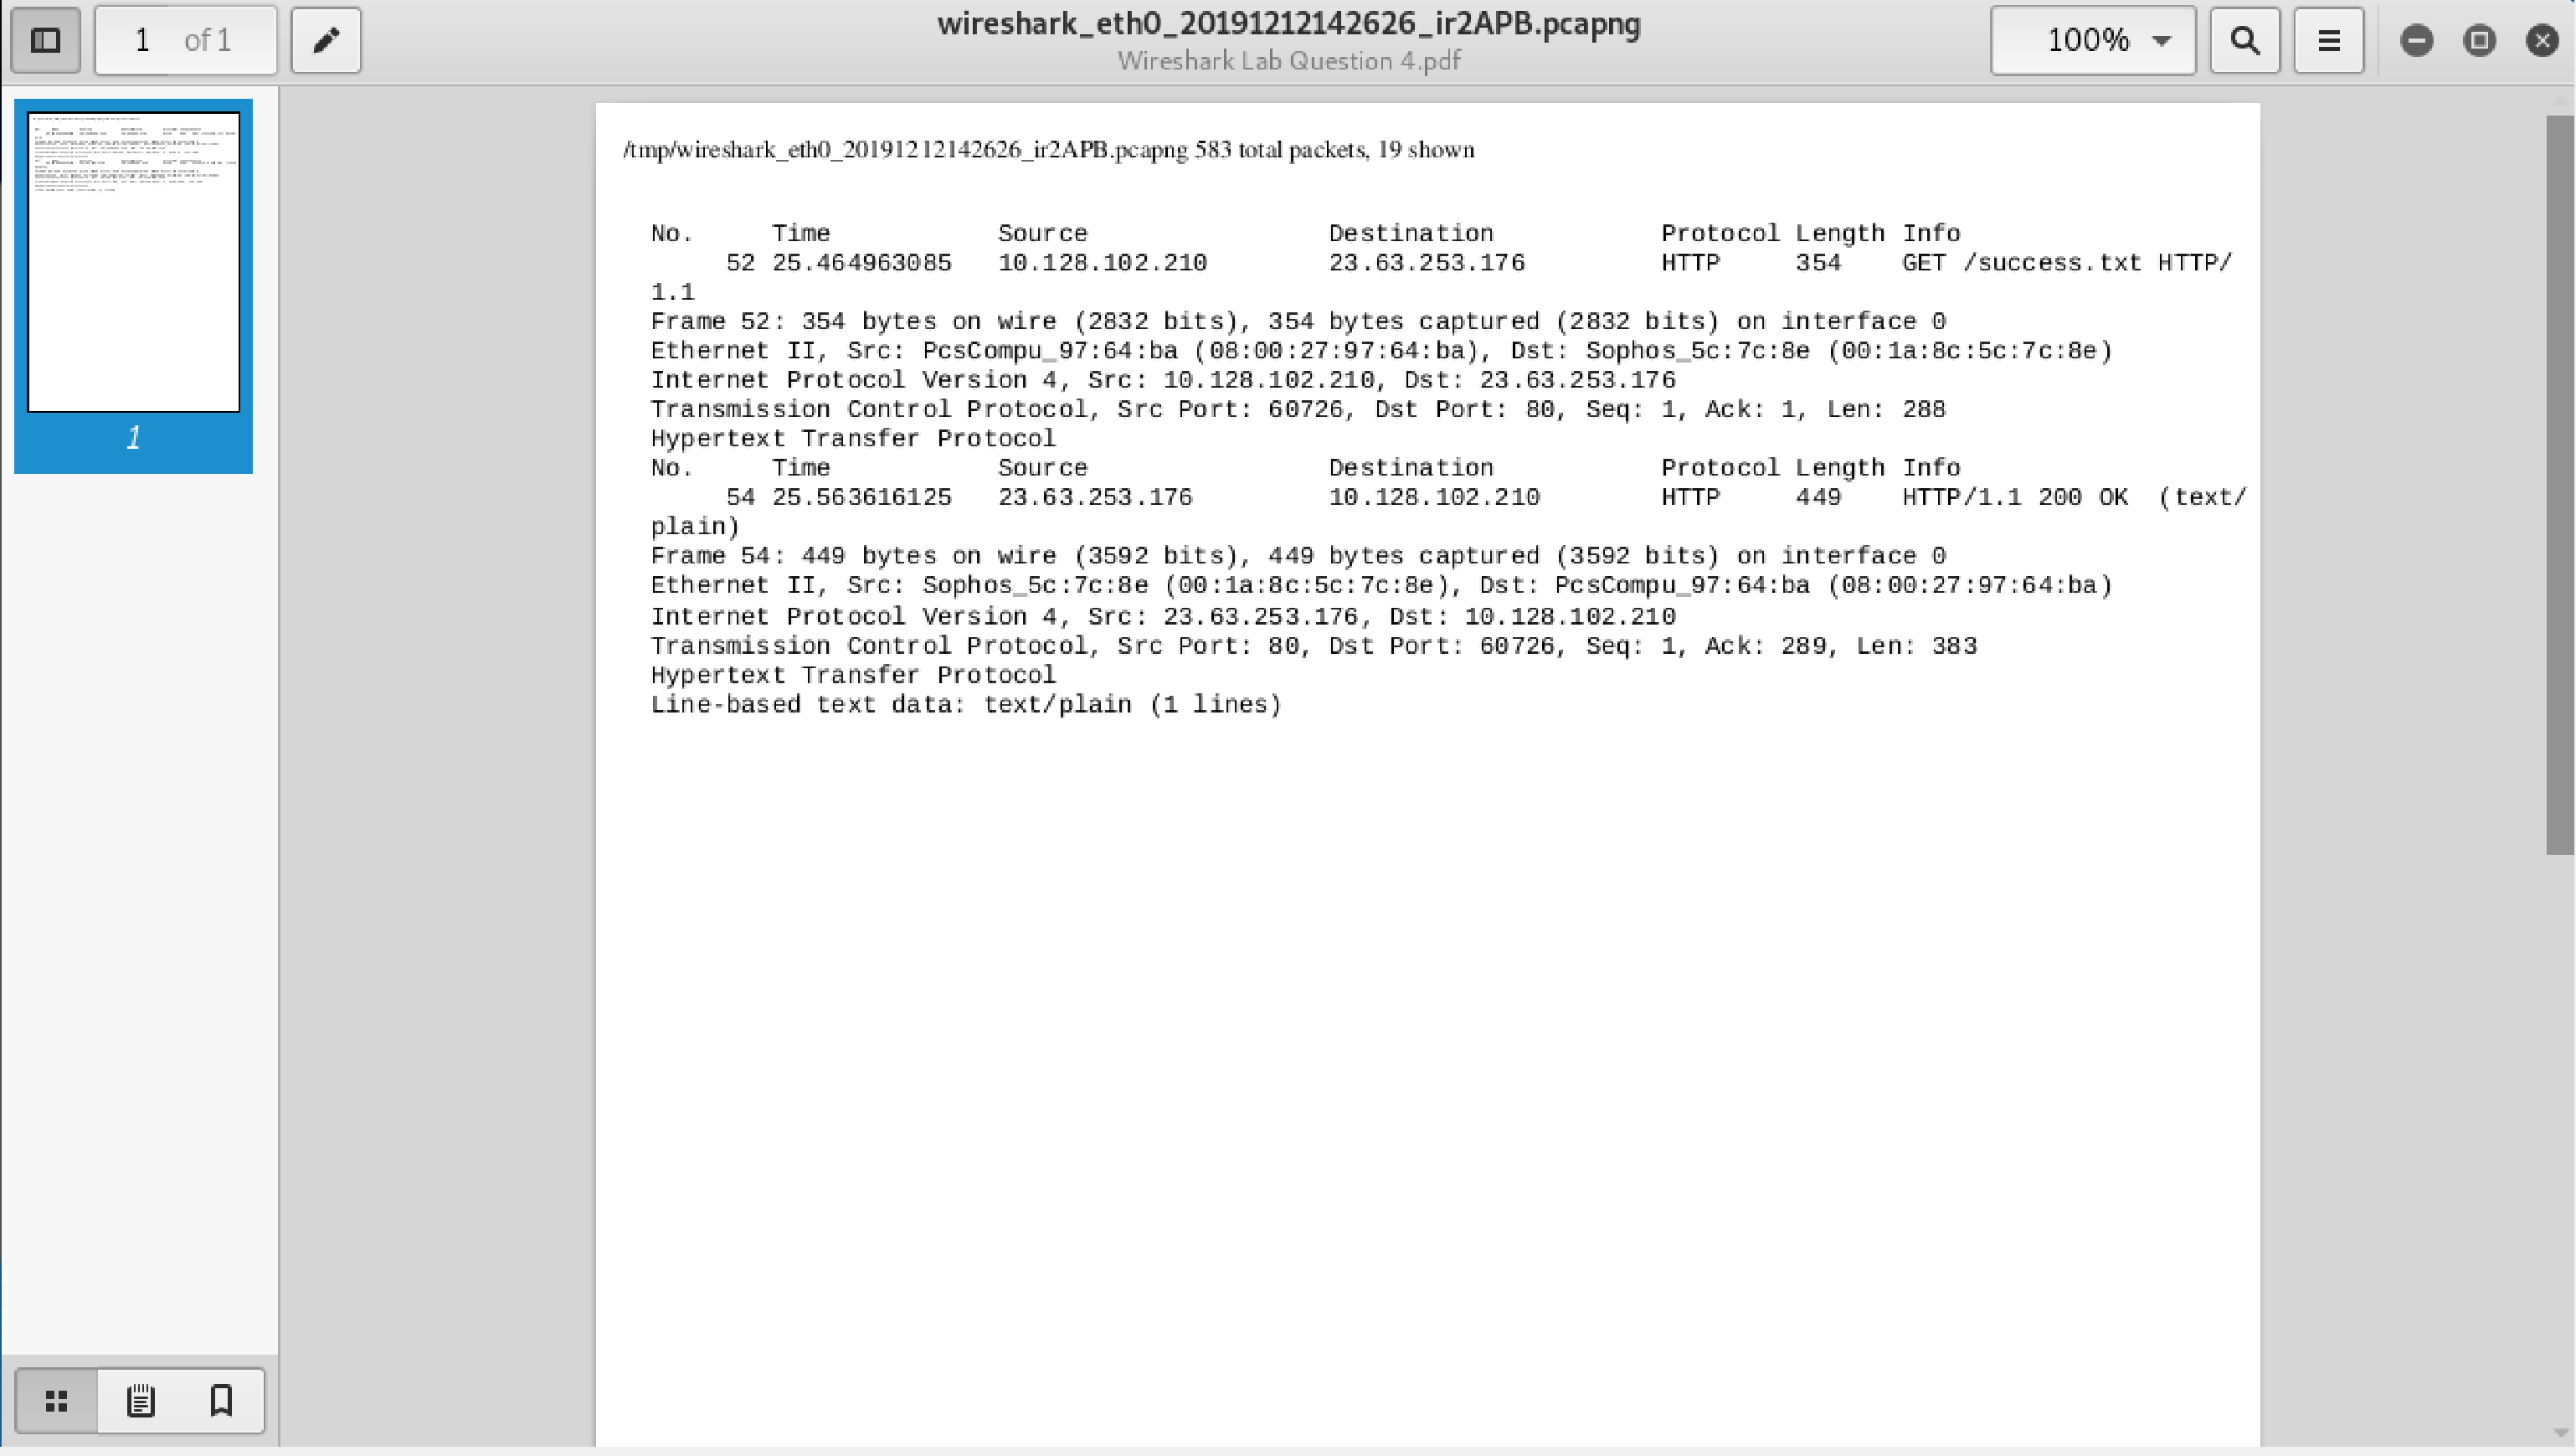 1 of 1
wireshark_eth0_20191212142626_ir2APB.pcapng
Wireshark Lab Question 4.pdf
100%
1
/tmp/wireshark_eth0_20191212142626_ir2APB.pcapng 583 total packets, 19 shown
No. Time Source Destination Protocol Length Info
52 25.464963085 10.128.102.210 23.63.253.176 HTTP 354 GET /success.txt HTTP/
1.1
Frame 52: 354 bytes on wire (2832 bits), 354 bytes captured (2832 bits) on interface 0
Ethernet II, Src: PcsCompu_97:64:ba (08:00:27:97:64:ba), Dst: Sophos_5c:7c:8e (00:1a:8c:5c:7c:8e)
Internet Protocol Version 4, Src: 10.128.102.210, Dst: 23.63.253.176
Transmission Control Protocol, Src Port: 60726, Dst Port: 80, Seq: 1, Ack: 1, Len: 288
Hypertext Transfer Protocol
No. Time Source Destination Protocol Length Info
54 25.563616125 23.63.253.176 10.128.102.210 HTTP 449 HTTP/1.1 200 OK (text/
plain)
Frame 54: 449 bytes on wire (3592 bits), 449 bytes captured (3592 bits) on interface 0
Ethernet II, Src: Sophos_5c:7c:8e (00:1a:8c:5c:7c:8e), Dst: PcsCompu_97:64:ba (08:00:27:97:64:ba)
Internet Protocol Version 4, Src: 23.63.253.176, Dst: 10.128.102.210
Transmission Control Protocol, Src Port: 80, Dst Port: 60726, Seq: 1, Ack: 289, Len: 383
Hypertext Transfer Protocol
Line-based text data: text/plain (1 lines)